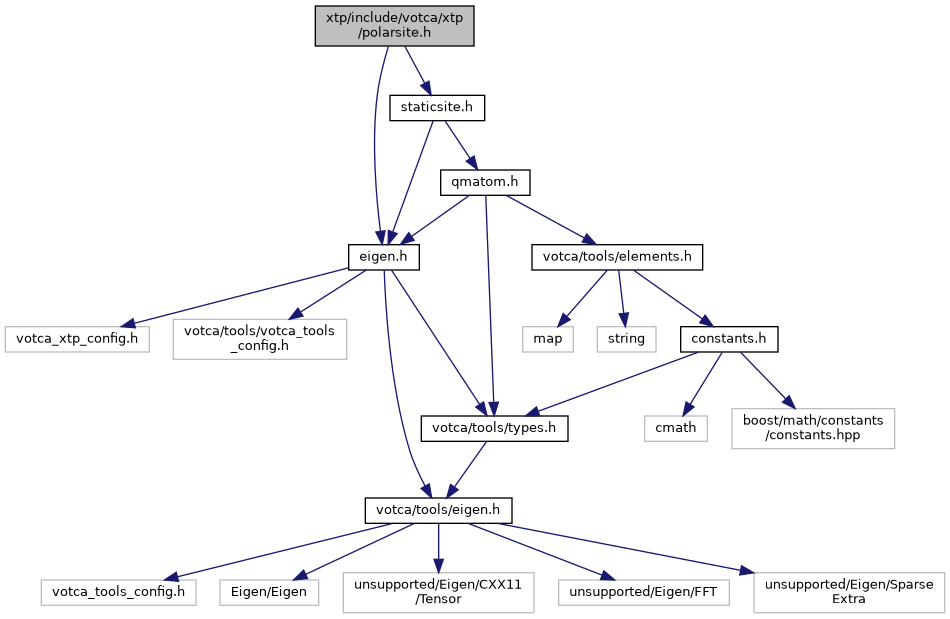 xtp/include/votca/xtp
/polarsite.h
staticsite.h
qmatom.h
eigen.h
votca/tools/elements.h
votca_xtp_config.h
votca/tools/votca_tools
_config.h
map
string
constants.h
votca/tools/types.h
cmath
boost/math/constants
/constants.hpp
votca/tools/eigen.h
votca_tools_config.h
Eigen/Eigen
unsupported/Eigen/CXX11
/Tensor
unsupported/Eigen/FFT
unsupported/Eigen/Sparse
Extra